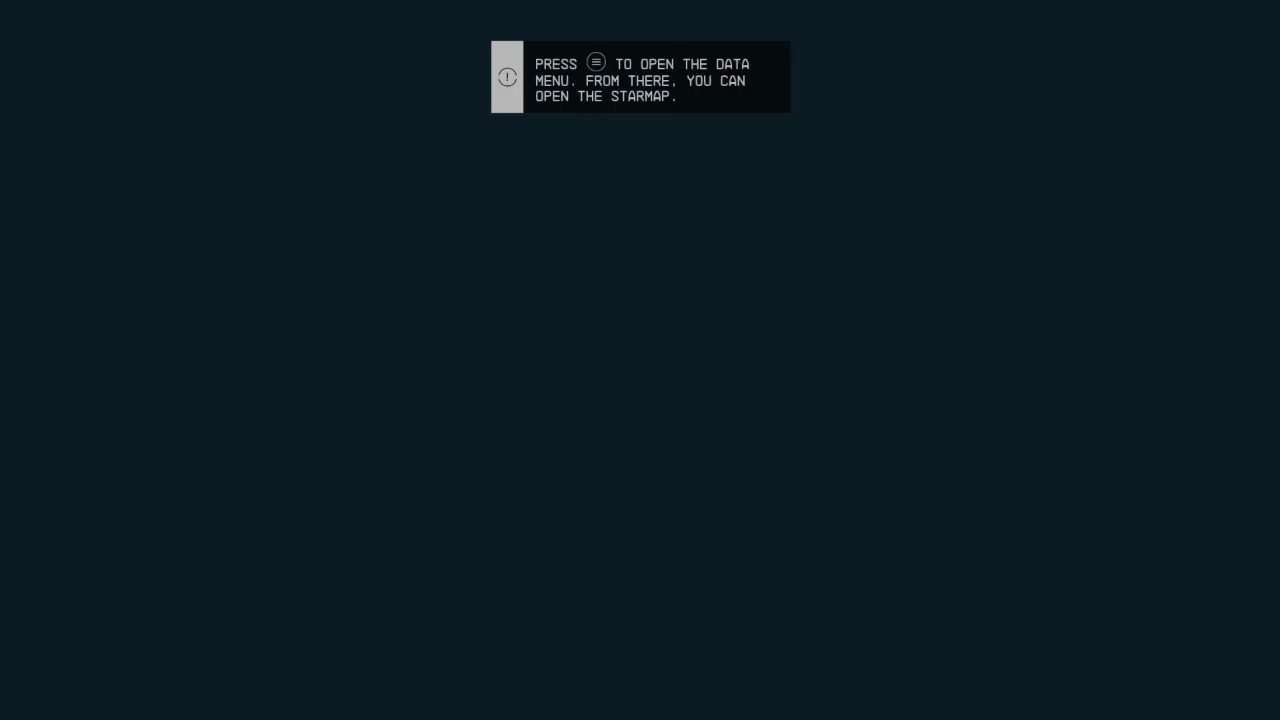 PRESS TO OPEN THE DATA
MENU. FROM THERE, YOU CAN
OPEN THE STARMAP.